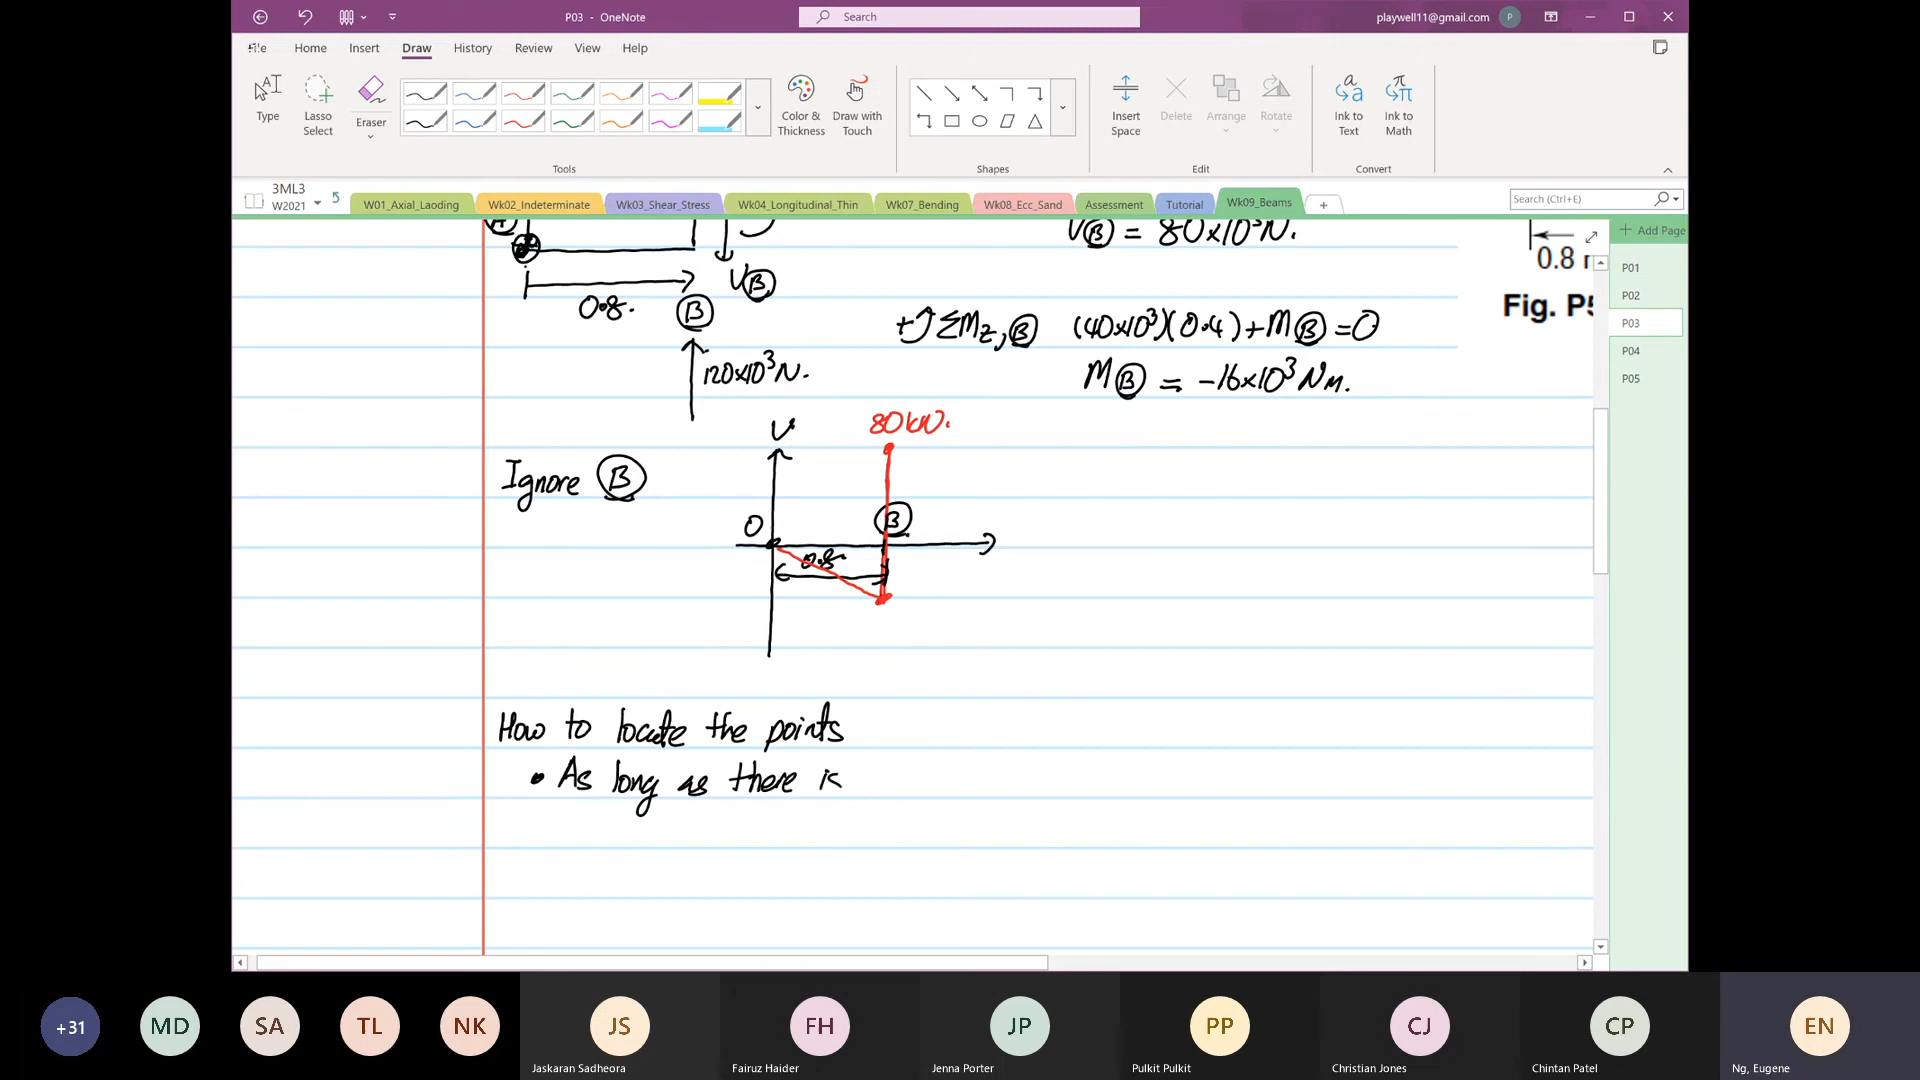 P03 - OneNote
Search
playwell11@gmail.com
P
File Home Insert Draw History Review View Help
Type
Lasso Select
Eraser
Color & Thickness
Draw with Touch
Insert Space
Delete
Arrange
Rotate
Ink to Text
Ink to Math
Tools Shapes Edit Convert
3ML3
W2021
W01_Axial_Laoding Wk02_Indeterminate Wk03_Shear_Stress Wk04_Longitudinal_Thin Wk07_Bending Wk08_Ecc_Sand Assessment Tutorial Wk09_Beams +
Search (Ctrl+E)
Add Page
P01
P02
P03
P04
P05
V B = 80x10³N.
A
V B
0.8.
B
0.8
Fig. P5
+ ΣMz, B (40x10³)(0.4)+M B =0
120x10³N.
M B = -16x10³ Nm.
V
80kN.
Ignore B
O
B
0.8
How to locate the points
• As long as there is
+31
MD
SA
TL
NK
JS
FH
JP
PP
CJ
CP
EN
Jaskaran Sadheora
Fairuz Haider
Jenna Porter
Pulkit Pulkit
Christian Jones
Chintan Patel
Ng, Eugene